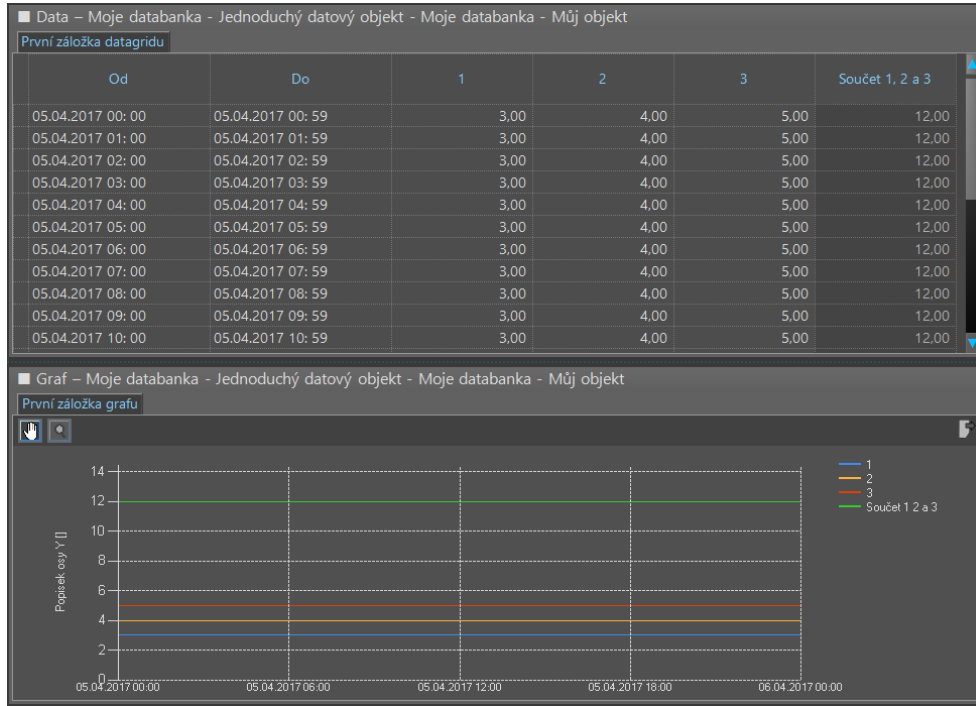 Data – Moje databanka - Jednoduchý datový objekt - Moje databanka - Můj objekt
První záložka datagridu
Od Do 1 2 3 Součet 1, 2 a 3
05.04.2017 00: 00 05.04.2017 00: 59 3,00 4,00 5,00 12,00
05.04.2017 01: 00 05.04.2017 01: 59 3,00 4,00 5,00 12,00
05.04.2017 02: 00 05.04.2017 02: 59 3,00 4,00 5,00 12,00
05.04.2017 03: 00 05.04.2017 03: 59 3,00 4,00 5,00 12,00
05.04.2017 04: 00 05.04.2017 04: 59 3,00 4,00 5,00 12,00
05.04.2017 05: 00 05.04.2017 05: 59 3,00 4,00 5,00 12,00
05.04.2017 06: 00 05.04.2017 06: 59 3,00 4,00 5,00 12,00
05.04.2017 07: 00 05.04.2017 07: 59 3,00 4,00 5,00 12,00
05.04.2017 08: 00 05.04.2017 08: 59 3,00 4,00 5,00 12,00
05.04.2017 09: 00 05.04.2017 09: 59 3,00 4,00 5,00 12,00
05.04.2017 10: 00 05.04.2017 10: 59 3,00 4,00 5,00 12,00
Graf – Moje databanka - Jednoduchý datový objekt - Moje databanka - Můj objekt
První záložka grafu
Popisek osy Y []
14
12
10
8
6
4
2
0
05.04.2017 00:00 05.04.2017 06:00 05.04.2017 12:00 05.04.2017 18:00 06.04.2017 00:00
1
2
3
Součet 1 2 a 3